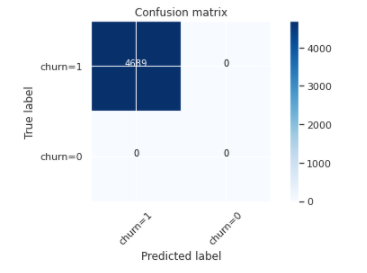 Confusion matrix
churn=1
4689
0
4000
3000
True label
2000
churn=0
0
0
1000
0
churn=1
churn=0
Predicted label